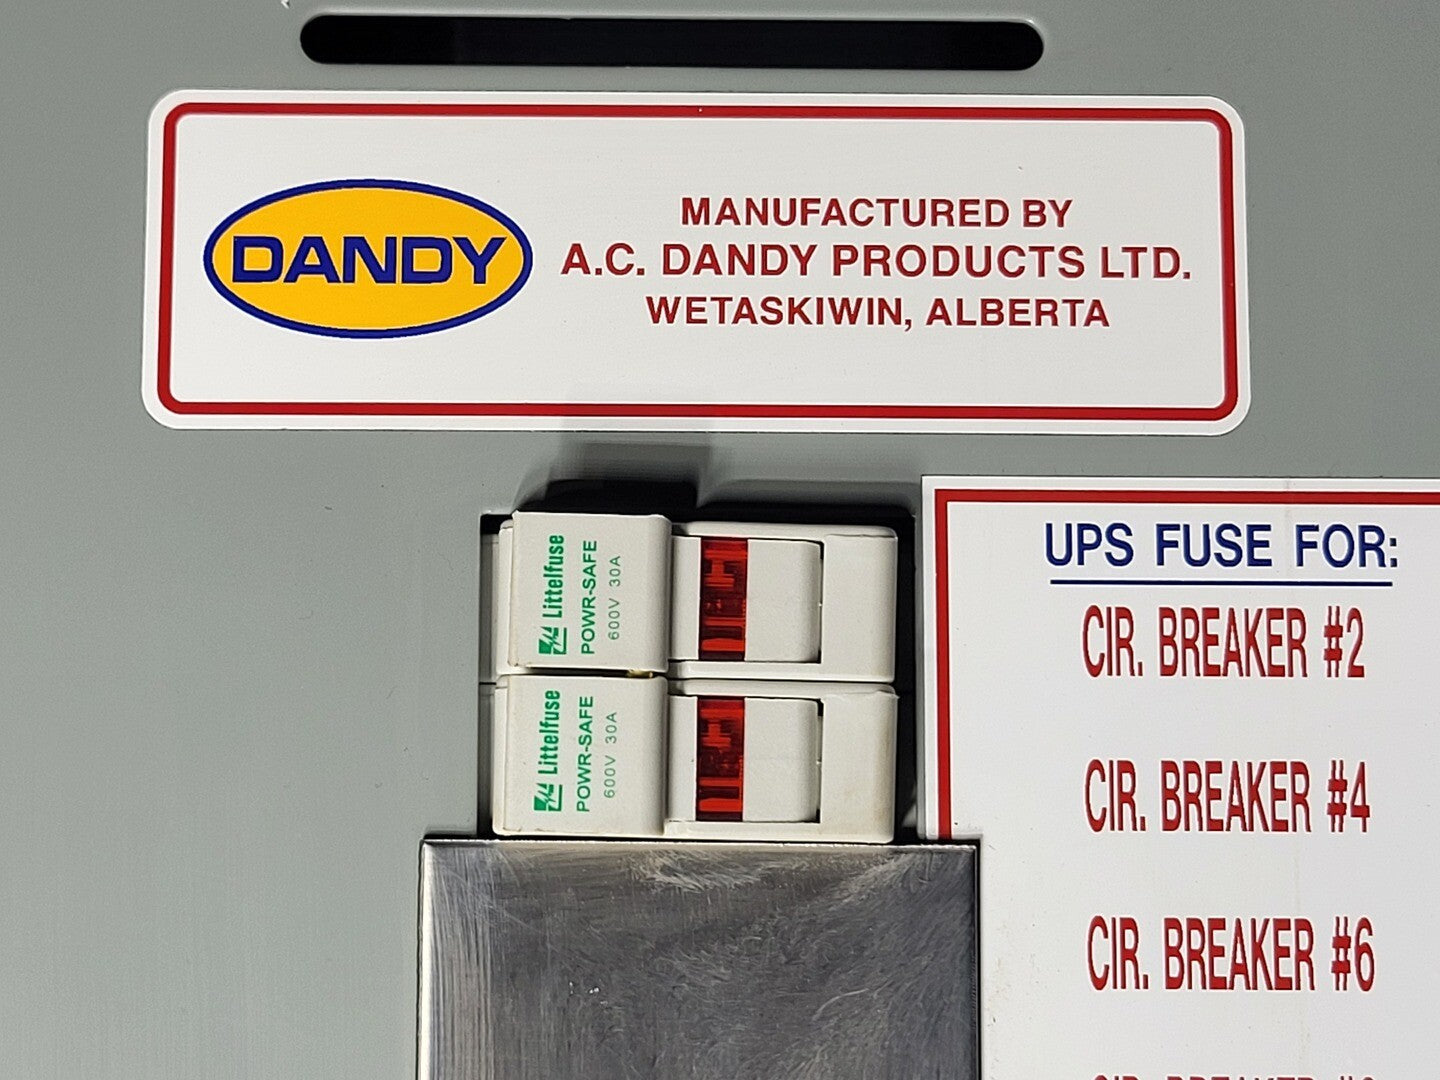 DANDY
MANUFACTURED BY
A.C. DANDY PRODUCTS LTD.
WETASKIWIN, ALBERTA
Littelfuse
POWR-SAFE
600V 30A
Littelfuse
POWR-SAFE
600V 30A
UPS FUSE FOR:
CIR. BREAKER #2
CIR. BREAKER #4
CIR. BREAKER #6